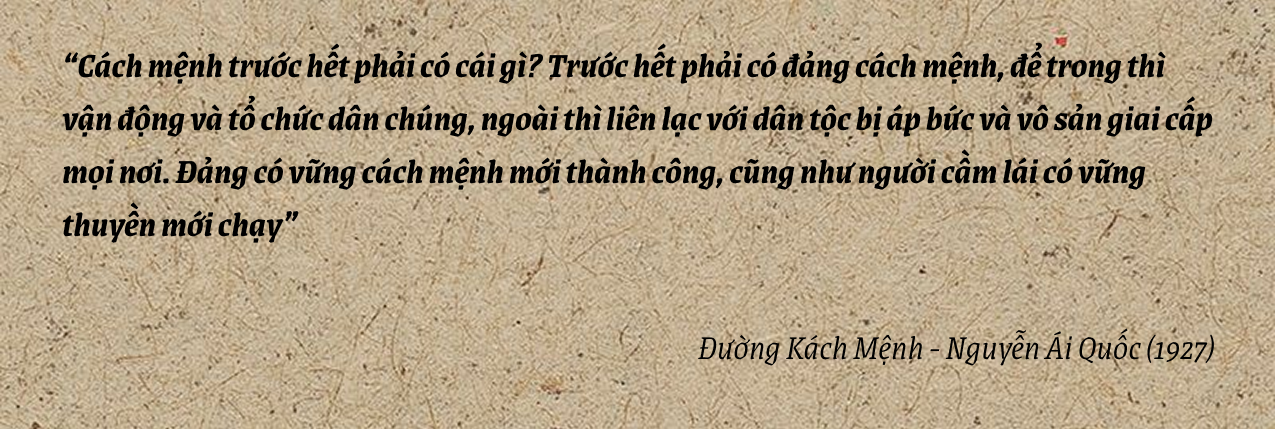 “Cách mệnh trước hết phải có cái gì? Trước hết phải có đảng cách mệnh, để trong thì
vận động và tổ chức dân chúng, ngoài thì liên lạc với dân tộc bị áp bức và vô sản giai cấp
mọi nơi. Đảng có vững cách mệnh mới thành công, cũng như người cầm lái có vững
thuyền mới chạy”
Đường Kách Mệnh - Nguyễn Ái Quốc (1927)